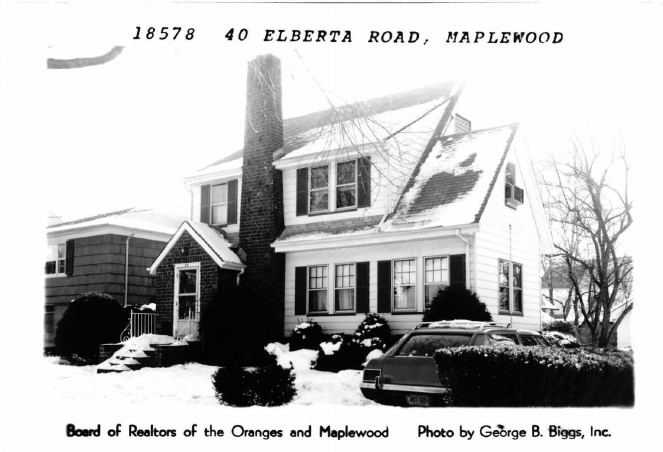 18578 40 ELBERTA ROAD, MAPLEWOOD
Board of Realtors of the Oranges and Maplewood Photo by George B. Biggs, Inc.